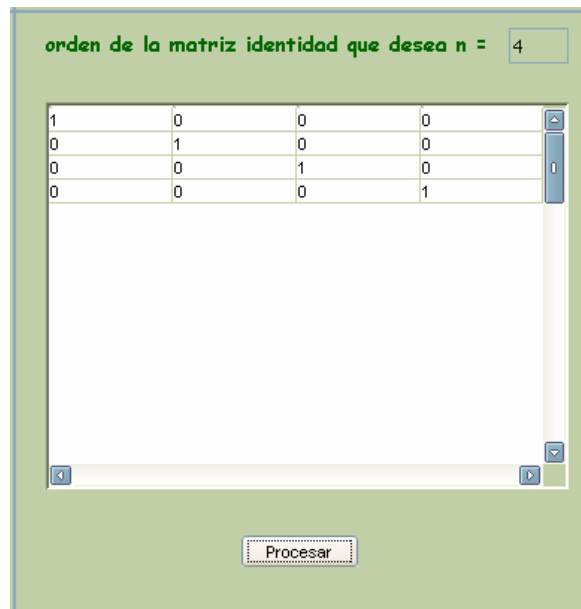 orden de la matriz identidad que desea n = 4
1 0 0 0
0 1 0 0
0 0 1 0
0 0 0 1
Procesar